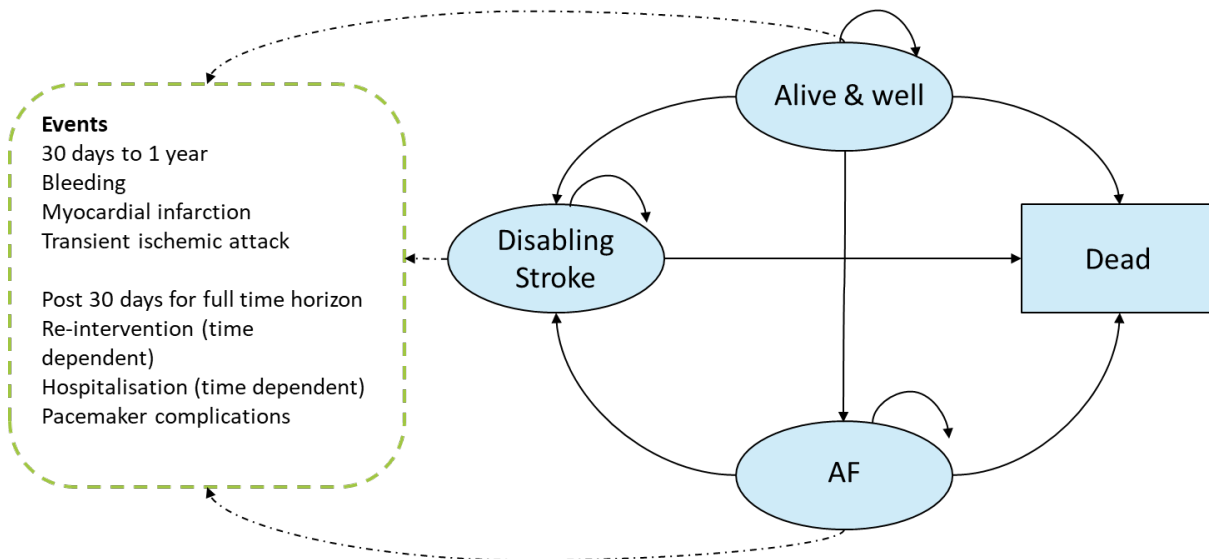 Events
30 days to 1 year
Bleeding
Myocardial infarction
Transient ischemic attack
Post 30 days for full time horizon
Re-intervention (time
dependent)
Hospitalisation (time dependent)
Pacemaker complications
Alive & well
Disabling
Stroke
Dead
AF